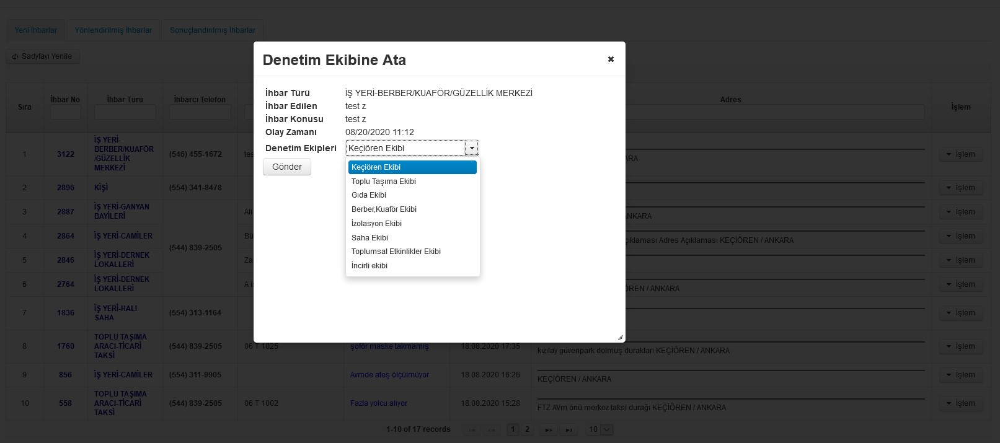 Yeni İhbarlar Yönlendirilmiş İhbarlar Sonuçlandırılmış İhbarlar
Sadyfayı Yenile
Denetim Ekibine Ata
İhbar Türü İŞ YERİ-BERBER/KUAFÖR/GÜZELLİK MERKEZİ
İhbar Edilen test z
İhbar Konusu test z
Olay Zamanı 08/20/2020 11:12
Denetim Ekipleri Keçiören Ekibi
Gönder
Keçiören Ekibi
Toplu Taşıma Ekibi
Gıda Ekibi
Berber,Kuaför Ekibi
İzolasyon Ekibi
Saha Ekibi
Toplumsal Etkinlikler Ekibi
İncirli ekibi
Sıra İhbar No İhbar Türü İhbarcı Telefon Adres İşlem
1 3122 İŞ YERİ-
BERBER/KUAFÖR
/GÜZELLİK
MERKEZİ
(546) 455-1672 İşlem
2 2896 KİŞİ (554) 341-8478 İşlem
3 2887 İŞ YERİ-GANYAN
BAYİLERİ
Ali ANKARA İşlem
4 2864 İŞ YERİ-CAMİLER Adres Açıklaması KEÇİÖREN / ANKARA İşlem
(544) 839-2505
5 2846 İŞ YERİ-DERNEK
LOKALLERİ
İşlem
6 2764 İŞ YERİ-DERNEK
LOKALLERİ
/ ANKARA İşlem
7 1836 İŞ YERİ-HALI
SAHA
(554) 313-1164 İşlem
8 1760 TOPLU TAŞIMA
ARACI-TİCARİ
TAKSİ
(544) 839-2505 06 T 1025 şoför maske takmamış 18.08.2020 17:35 kızılay güvenpark dolmuş durakları KEÇİÖREN / ANKARA İşlem
9 856 İŞ YERİ-CAMİLER (554) 311-9905 Avmde ateş ölçülmüyor 18.08.2020 16:26 KEÇİÖREN / ANKARA İşlem
10 558 TOPLU TAŞIMA
ARACI-TİCARİ
TAKSİ
(544) 839-2505 06 T 1002 Fazla yolcu alıyor 18.08.2020 15:28 FTZ AVm önü merkez taksi durağı KEÇİÖREN / ANKARA İşlem
1-10 of 17 records 1 2 10